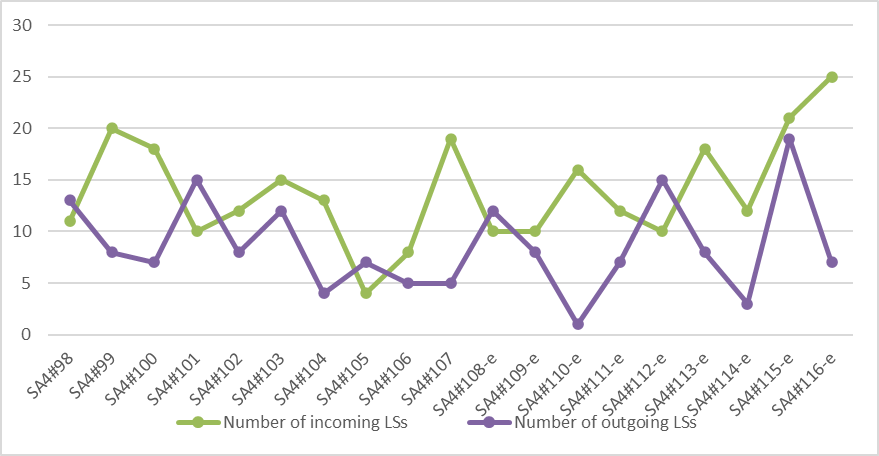 30
25
20
15
10
5
0
SA4#98
SA4#99
SA4#100
SA4#101
SA4#102
SA4#103
SA4#104
SA4#105
SA4#106
SA4#107
SA4#108-e
SA4#109-e
SA4#110-e
SA4#111-e
SA4#112-e
SA4#113-e
SA4#114-e
SA4#115-e
SA4#116-e
Number of incoming LSs
Number of outgoing LSs